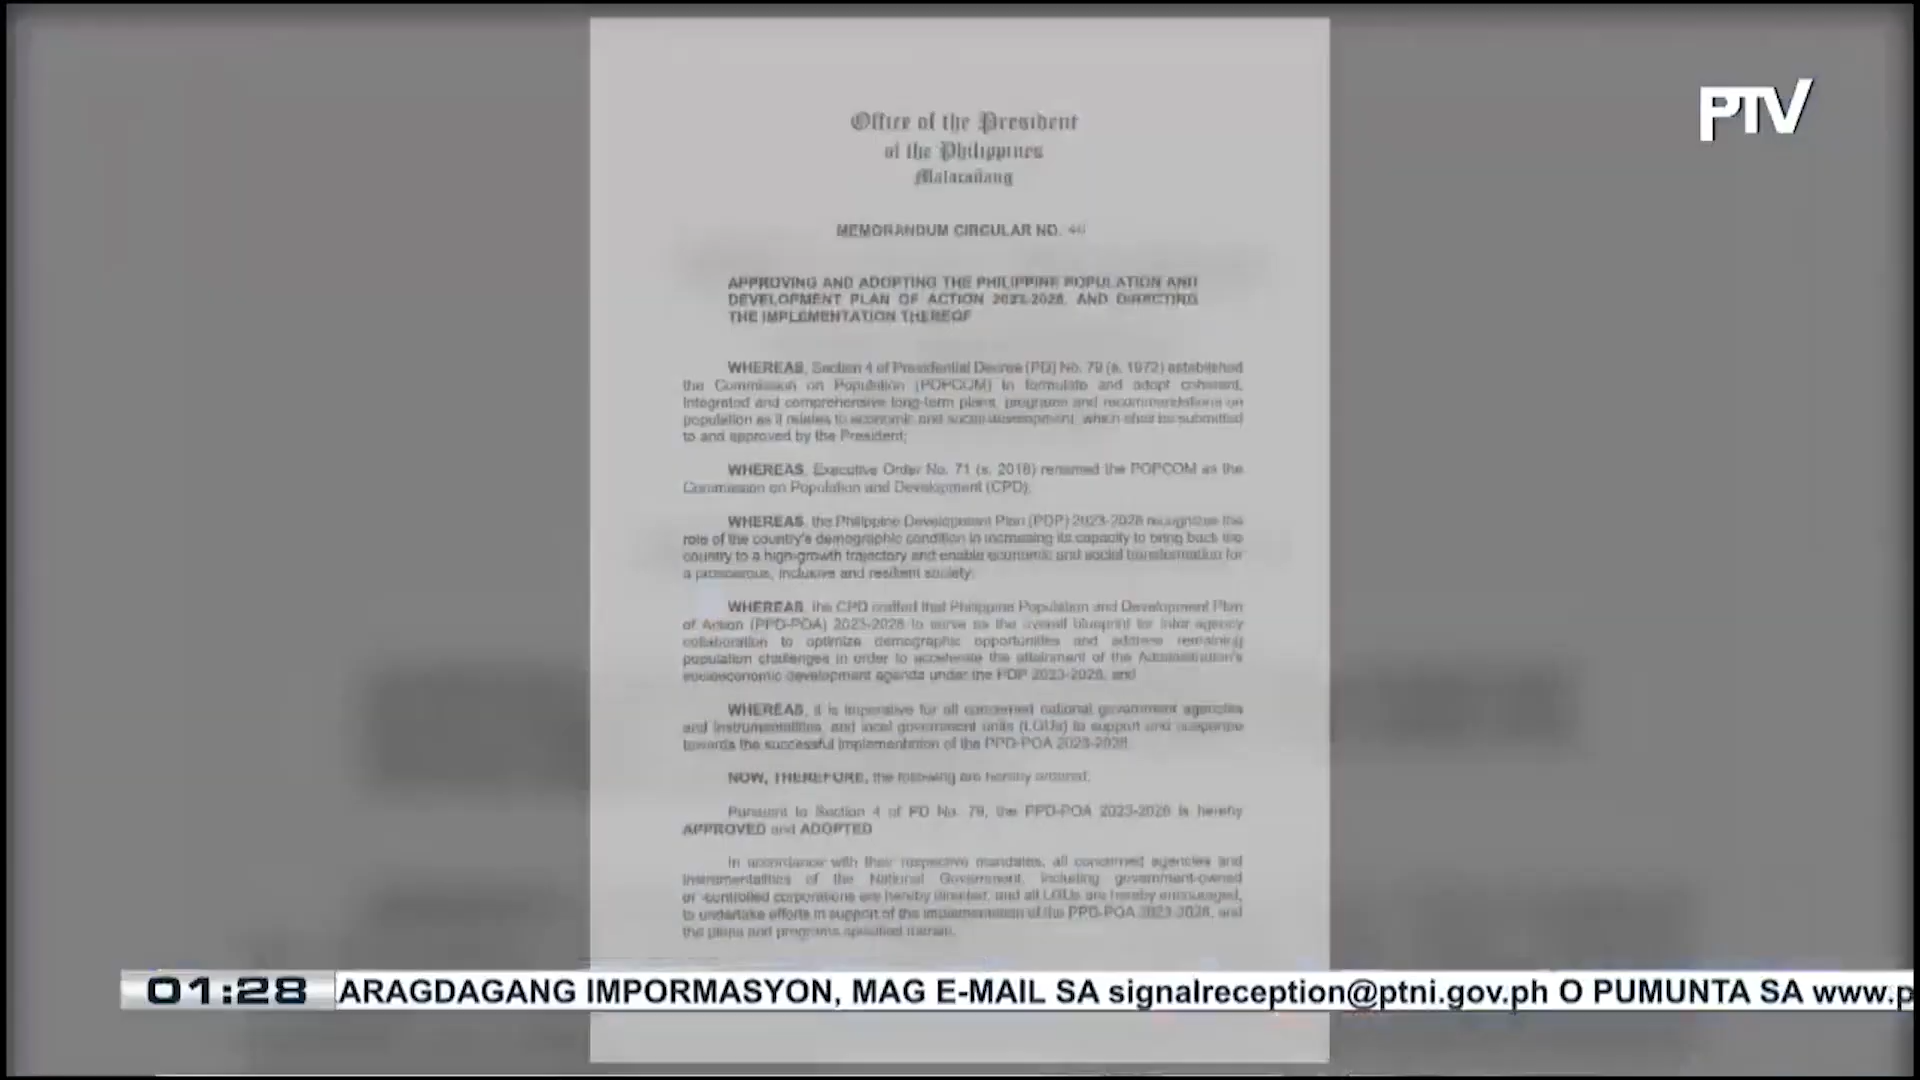 PTV
Office of the President
of the Philippines
Malacañang
MEMORANDUM CIRCULAR NO.
APPROVING AND ADOPTING THE PHILIPPINE POPULATION AND
DEVELOPMENT PLAN OF ACTION 2023-2028, AND DIRECTING
THE IMPLEMENTATION THEREOF
WHEREAS, Section 4 of Presidential Decree (PD) No. 79 (s. 1972) established
the Commission on Population (POPCOM) to formulate and adopt coherent,
integrated and comprehensive long-term plans, programs and recommendations on
population as it relates to economic and social development, which shall be submitted
to and approved by the President;
WHEREAS, Executive Order No. 71 (s. 2018) renamed the POPCOM as the
Commission on Population and Development (CPD);
WHEREAS, the Philippine Development Plan (PDP) 2023-2028 recognizes the
role of the country's demographic condition in increasing its capacity to bring back the
country to a high-growth trajectory and enable economic and social transformation for
a prosperous, inclusive and resilient society;
WHEREAS, the CPD crafted that Philippine Population and Development Plan
of Action (PPD-POA) 2023-2028 to serve as the overall blueprint for inter-agency
collaboration to optimize demographic opportunities and address remaining
population challenges in order to accelerate the attainment of the Administration's
socioeconomic development agenda under the PDP 2023-2028; and
WHEREAS, it is imperative for all concerned national government agencies
and instrumentalities, and local government units (LGUs) to support and cooperate
towards the successful implementation of the PPD-POA 2023-2028;
NOW, THEREFORE, the following are hereby ordered:
Pursuant to Section 4 of PD No. 79, the PPD-POA 2023-2028 is hereby
APPROVED and ADOPTED
In accordance with their respective mandates, all concerned agencies and
instrumentalities of the National Government, including government-owned
or -controlled corporations are hereby directed, and all LGUs are hereby encouraged,
to undertake efforts in support of the implementation of the PPD-POA 2023-2028, and
the plans and programs specified therein.
01:28 ARAGDAGANG IMPORMASYON, MAG E-MAIL SA signalreception@ptni.gov.ph O PUMUNTA SA www.p